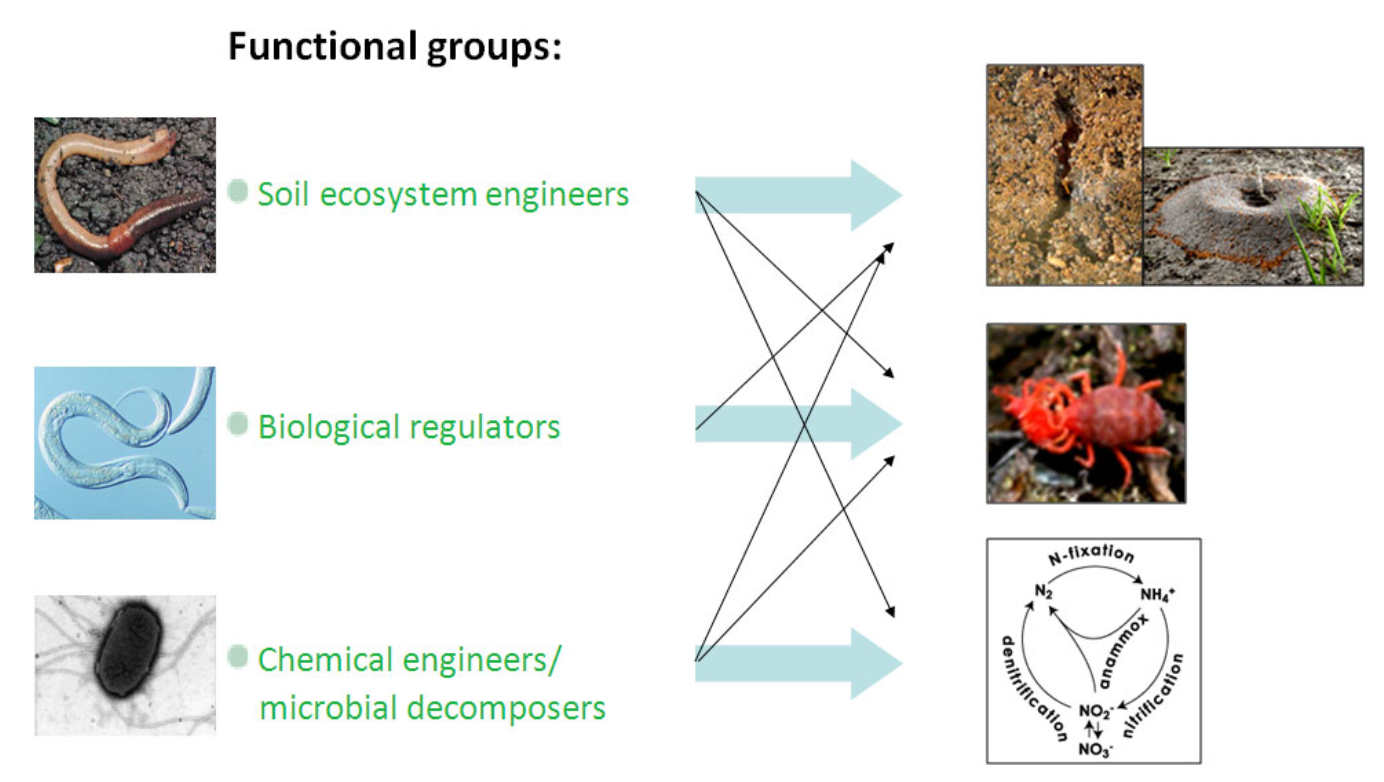 Functional groups:
Soil ecosystem engineers
Biological regulators
Chemical engineers/
microbial decomposers
N-fixation
N₂
NH₄⁺
anammox
denitrification
nitrification
NO₂⁻
NO₃⁻